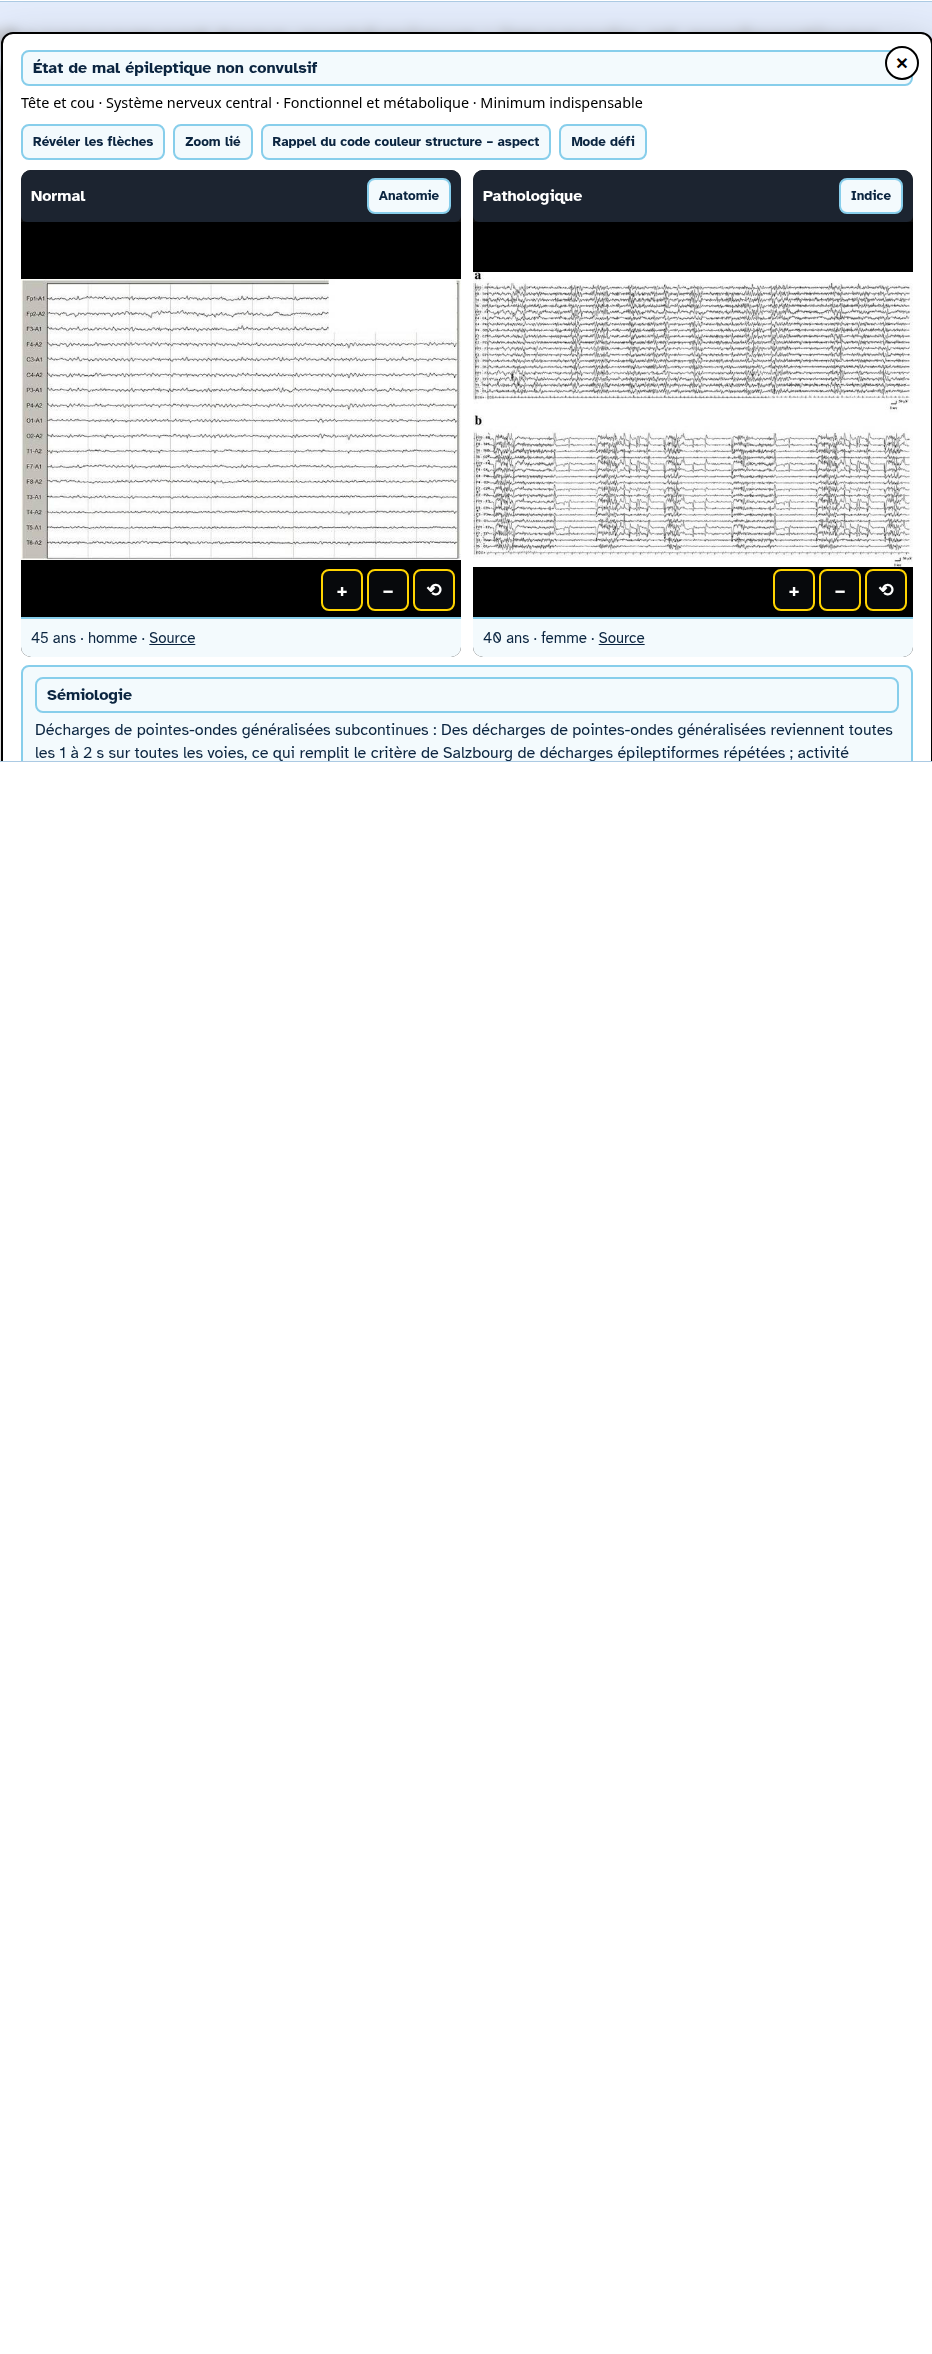 État de mal épileptique non convulsif
×
Tête et cou · Système nerveux central · Fonctionnel et métabolique · Minimum indispensable
Révéler les flèches
Zoom lié
Rappel du code couleur structure – aspect
Mode défi
Normal
Anatomie
Fp1-A1
Fp2-A2
F3-A1
F4-A2
C3-A1
C4-A2
P3-A1
P4-A2
O1-A1
O2-A2
T1-A2
F7-A1
F8-A2
T3-A1
T4-A2
T5-A1
T6-A2
+
−
⟲
45 ans · homme · Source
Pathologique
Indice
a
b
+
−
⟲
40 ans · femme · Source
Sémiologie
Décharges de pointes-ondes généralisées subcontinues : Des décharges de pointes-ondes généralisées reviennent toutes
les 1 à 2 s sur toutes les voies, ce qui remplit le critère de Salzbourg de décharges épileptiformes répétées ; activité